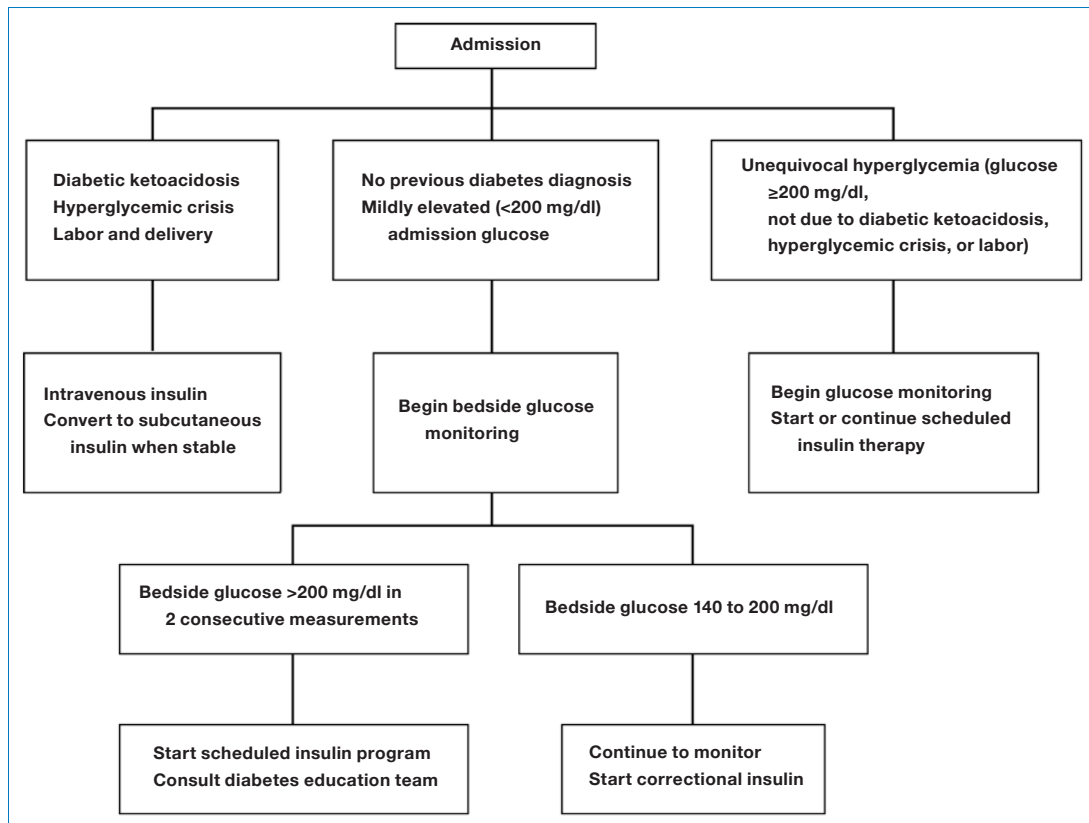 Admission
Diabetic ketoacidosis
Hyperglycemic crisis
Labor and delivery
No previous diabetes diagnosis
Mildly elevated (<200 mg/dl)
admission glucose
Unequivocal hyperglycemia (glucose
≥200 mg/dl,
not due to diabetic ketoacidosis,
hyperglycemic crisis, or labor)
Intravenous insulin
Convert to subcutaneous
insulin when stable
Begin bedside glucose
monitoring
Begin glucose monitoring
Start or continue scheduled
insulin therapy
Bedside glucose >200 mg/dl in
2 consecutive measurements
Bedside glucose 140 to 200 mg/dl
Start scheduled insulin program
Consult diabetes education team
Continue to monitor
Start correctional insulin